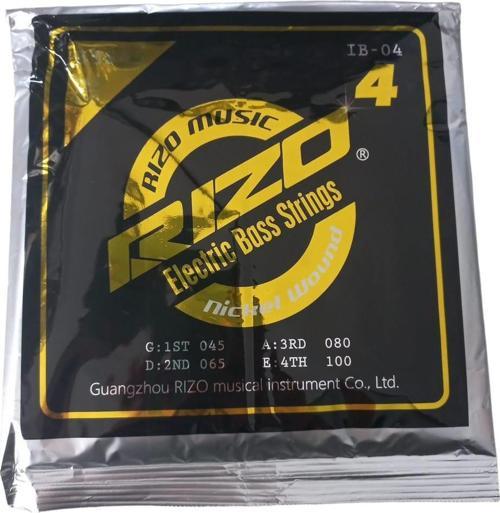 IB-04
4
RIZO MUSIC
RIZO ®
Electric Bass Strings
Nickel Wound
G:1ST 045 A:3RD 080
D:2ND 065 E:4TH 100
Guangzhou RIZO musical instrument Co., Ltd.